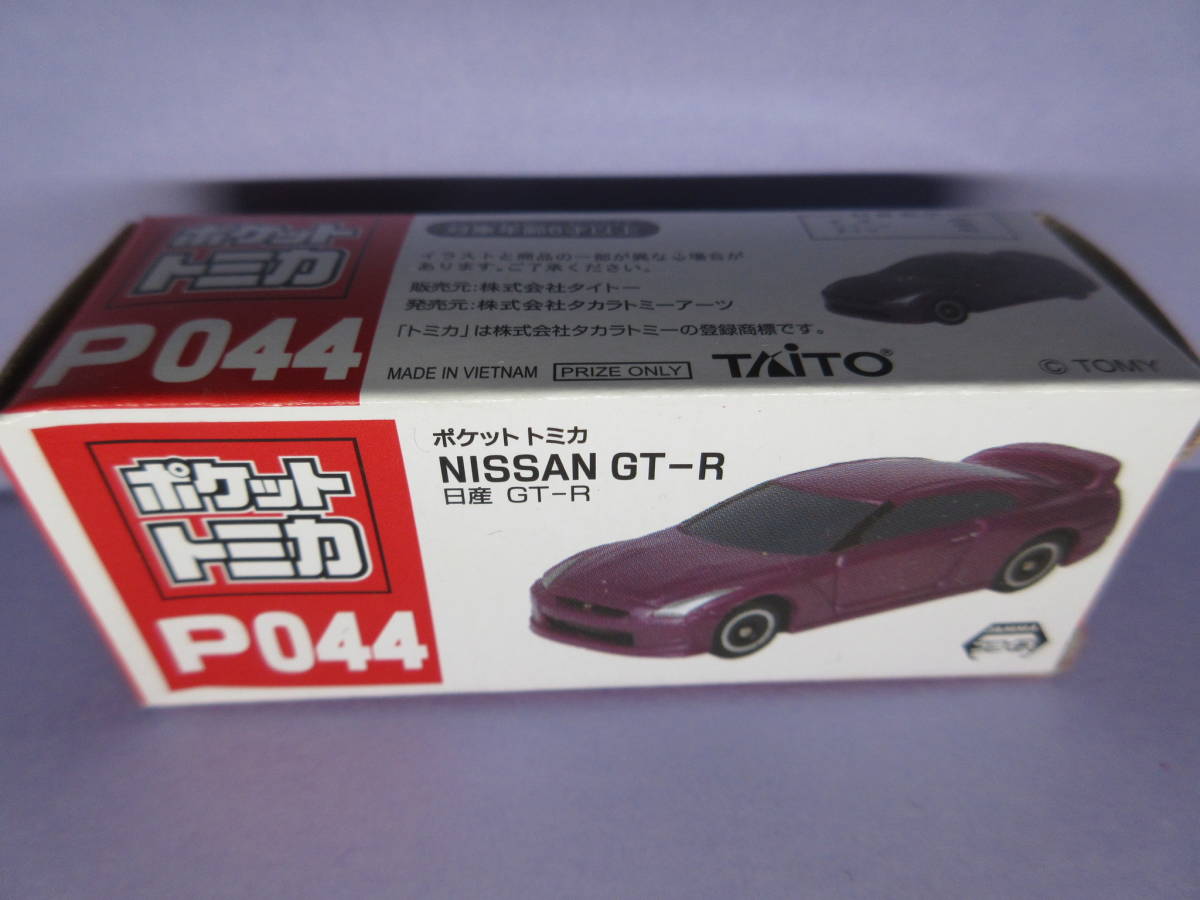 ポケット
トミカ
P044
イラストと商品の一部が異なる場合が
あります。ご了承ください。
販売元:株式会社タイトー
発売元:株式会社タカラトミーアーツ
「トミカ」は株式会社タカラトミーの登録商標です。
MADE IN VIETNAM PRIZE ONLY TAITO® © TOMY
ポケット
トミカ
P044
ポケット トミカ
NISSAN GT-R
日産 GT-R